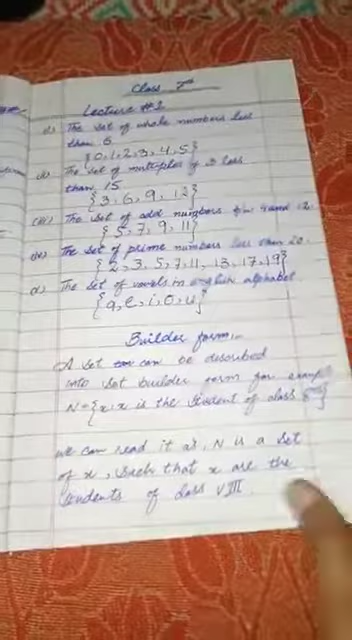 Class 7th
Lecture #1
(i) The set of whole numbers less
than 6
{0,1,2,3,4,5}
(ii) The set of multiples of 3 less
than 15
{3,6,9,12}
(iii) The set of odd numbers b/w 4 and 12.
{5,7,9,11}
(iv) The set of prime numbers less than 20.
{2,3,5,7,11,13,17,19}
(v) The set of vowels in english alphabet
{a,e,i,o,u}
Builder form
A set can be described
into set builder form for example
N={x:x is the student of class 8th}
we can read it as, N is a set
of x, such that x are the
students of class VIII